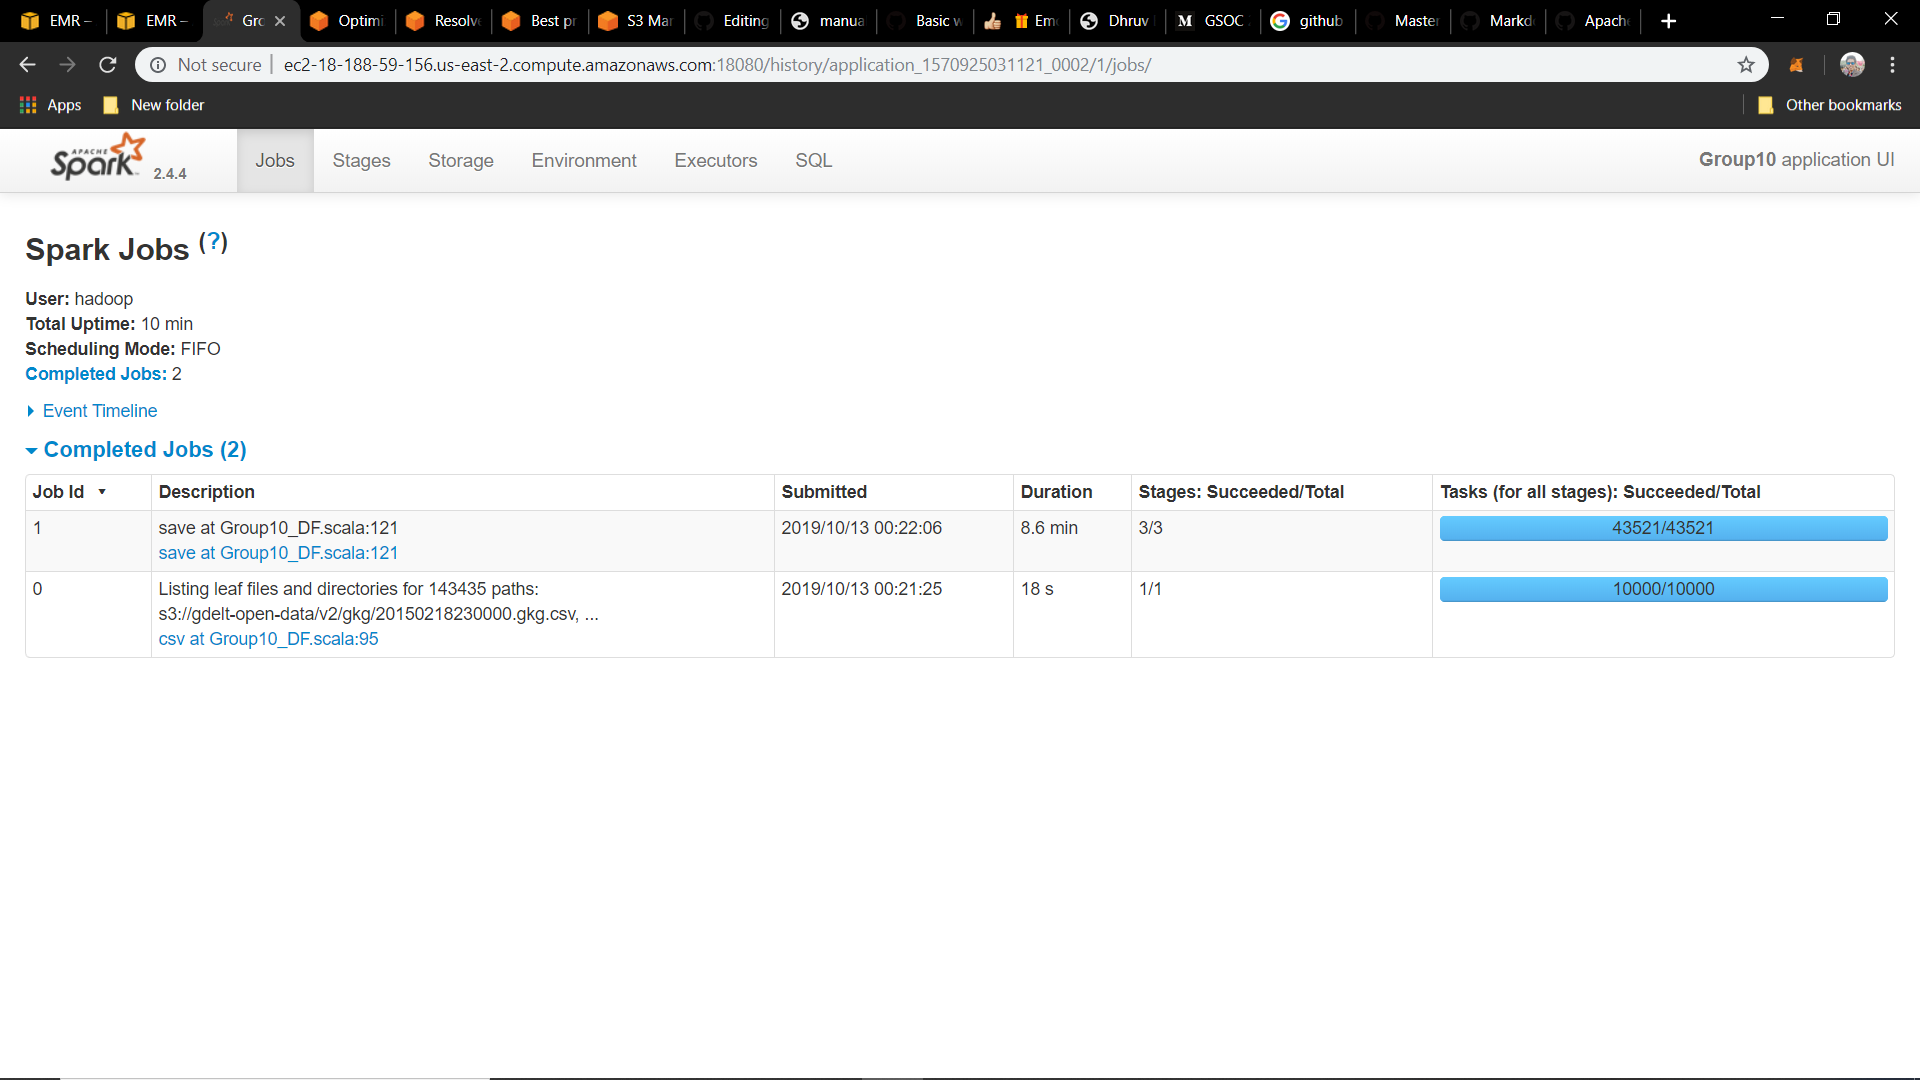 EMR –
EMR –
Grc
Optimi
Resolve
Best pr
S3 Mar
Editing
manua
Basic w
Emo
Dhruv
GSOC
github
Master
Markdo
Apache
Not secure
ec2-18-188-59-156.us-east-2.compute.amazonaws.com:18080/history/application_1570925031121_0002/1/jobs/
Apps
New folder
Other bookmarks
APACHE
Spark 2.4.4
Jobs
Stages
Storage
Environment
Executors
SQL
Group10 application UI
Spark Jobs (?)
User: hadoop
Total Uptime: 10 min
Scheduling Mode: FIFO
Completed Jobs: 2
Event Timeline
Completed Jobs (2)
Job Id ▾ Description Submitted Duration Stages: Succeeded/Total Tasks (for all stages): Succeeded/Total
1 save at Group10_DF.scala:121 2019/10/13 00:22:06 8.6 min 3/3 43521/43521
save at Group10_DF.scala:121
0 Listing leaf files and directories for 143435 paths: 2019/10/13 00:21:25 18 s 1/1 10000/10000
s3://gdelt-open-data/v2/gkg/20150218230000.gkg.csv, ...
csv at Group10_DF.scala:95